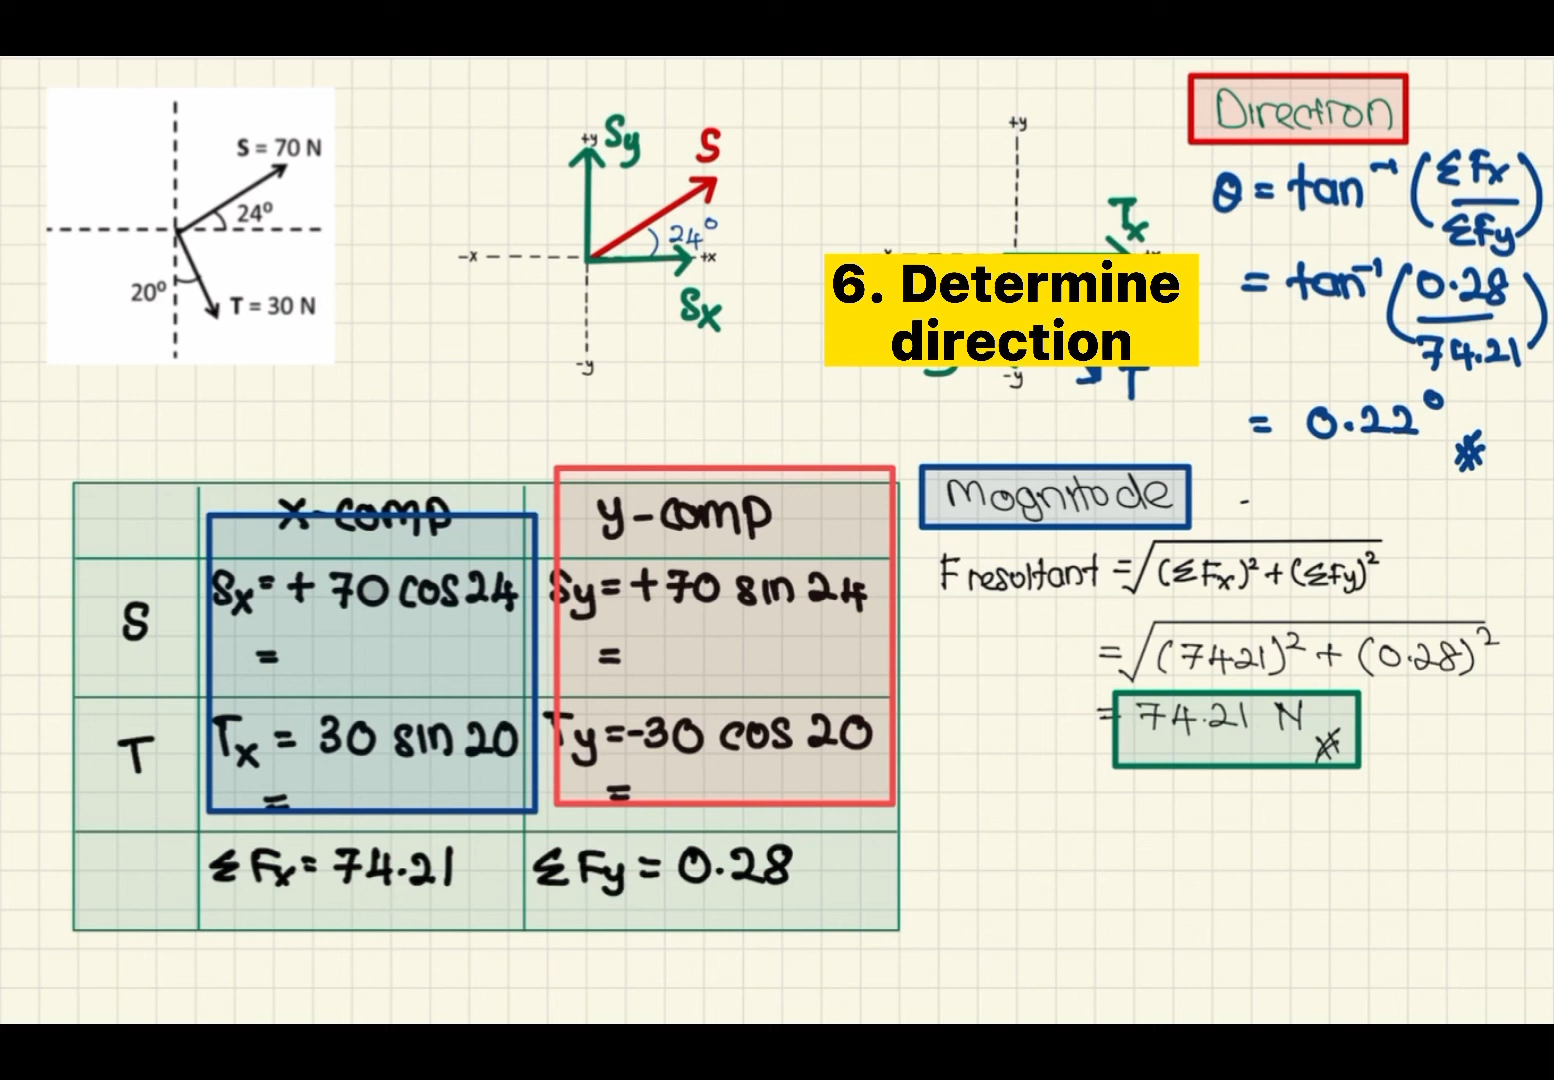 S = 70 N
24º
20º
T = 30 N
+y
Sy
S
24°
-x
+x
Sx
-y
+y
Tx
6. Determine
direction
T
-y
Direction
θ = tan⁻¹ (ΣFx / ΣFy)
= tan⁻¹ (0.28 / 74.21)
= 0.22°
x-comp y-comp
S Sx = + 70 cos 24 Sy = +70 sin 24
= =
T Tx = 30 sin 20 Ty = -30 cos 20
= =
ΣFx = 74.21 ΣFy = 0.28
Magnitude
F resultant = √(ΣFx)² + (ΣFy)²
= √(74.21)² + (0.28)²
= 74.21 N